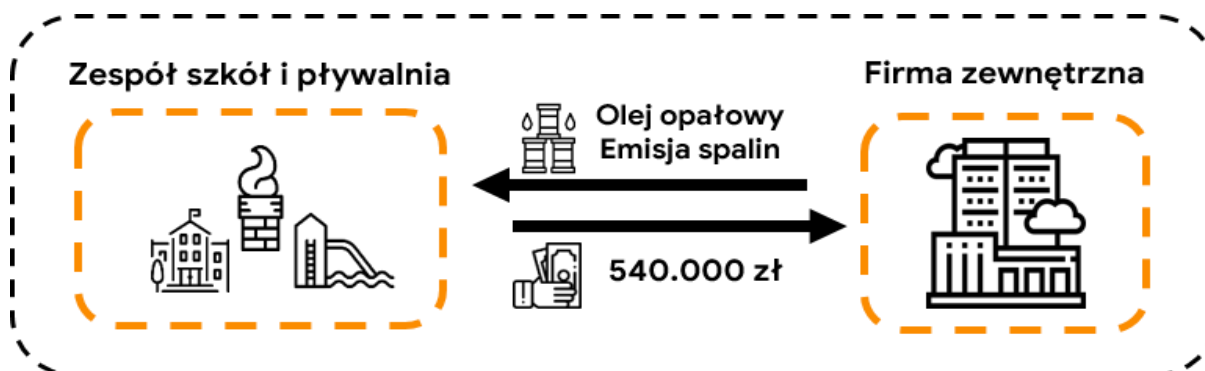 Zespół szkół i pływalnia
Firma zewnętrzna
Olej opałowy
Emisja spalin
540.000 zł